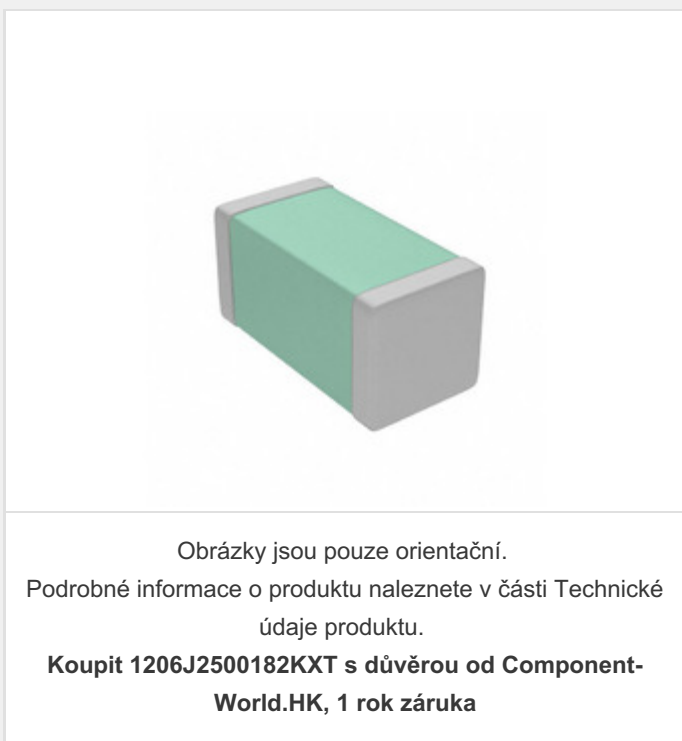 Obrázky jsou pouze orientační.
Podrobné informace o produktu naleznete v části Technické
údaje produktu.
Koupit 1206J2500182KXT s důvěrou od Component-
World.HK, 1 rok záruka